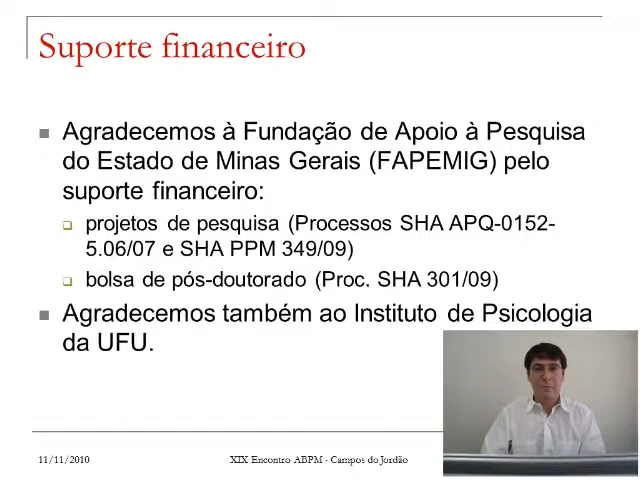 Suporte financeiro
Agradecemos à Fundação de Apoio à Pesquisa
do Estado de Minas Gerais (FAPEMIG) pelo
suporte financeiro:
projetos de pesquisa (Processos SHA APQ-0152-
5.06/07 e SHA PPM 349/09)
bolsa de pós-doutorado (Proc. SHA 301/09)
Agradecemos também ao Instituto de Psicologia
da UFU.
11/11/2010
XIX Encontro ABPM - Campos do Jordão